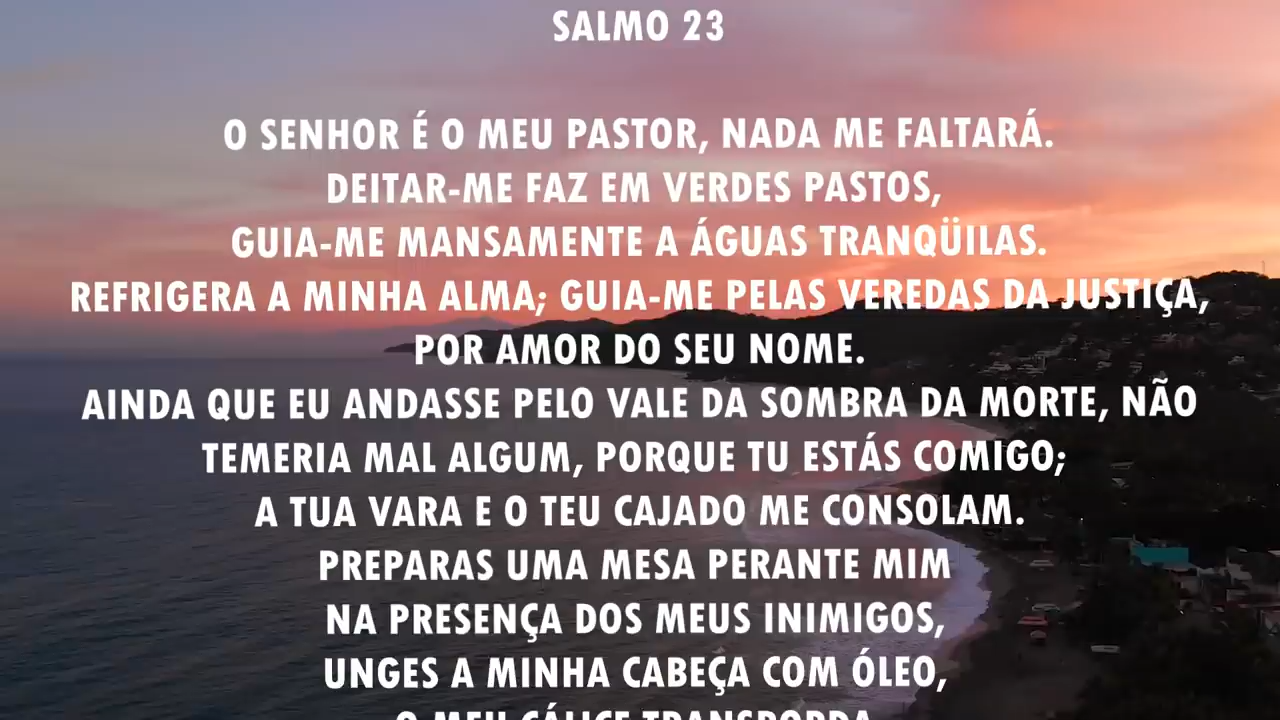 SALMO 23
O SENHOR É O MEU PASTOR, NADA ME FALTARÁ.
DEITAR-ME FAZ EM VERDES PASTOS,
GUIA-ME MANSAMENTE A ÁGUAS TRANQÜILAS.
REFRIGERA A MINHA ALMA; GUIA-ME PELAS VEREDAS DA JUSTIÇA,
POR AMOR DO SEU NOME.
AINDA QUE EU ANDASSE PELO VALE DA SOMBRA DA MORTE, NÃO
TEMERIA MAL ALGUM, PORQUE TU ESTÁS COMIGO;
A TUA VARA E O TEU CAJADO ME CONSOLAM.
PREPARAS UMA MESA PERANTE MIM
NA PRESENÇA DOS MEUS INIMIGOS,
UNGES A MINHA CABEÇA COM ÓLEO,
O MEU CÁLICE TRANSBORDA